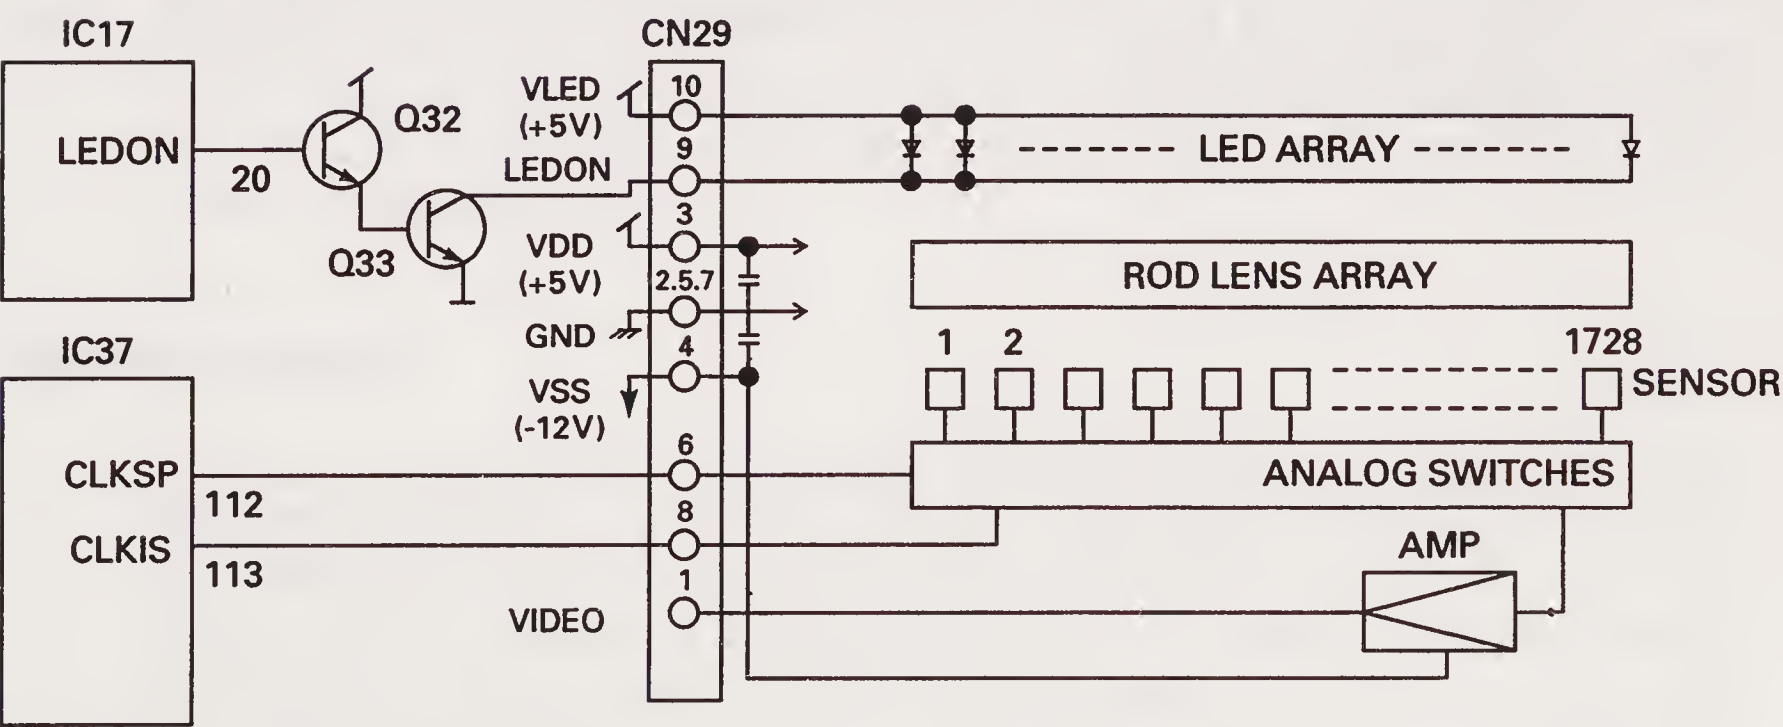 IC17
LEDON
20
Q32
Q33
CN29
VLED
(+5V)
10
LEDON
9
VDD
(+5V)
3
GND
2.5.7
VSS
(-12V)
4
LED ARRAY
ROD LENS ARRAY
1 2 1728
SENSOR
IC37
CLKSP
112
6
ANALOG SWITCHES
CLKIS
113
8
AMP
VIDEO
1